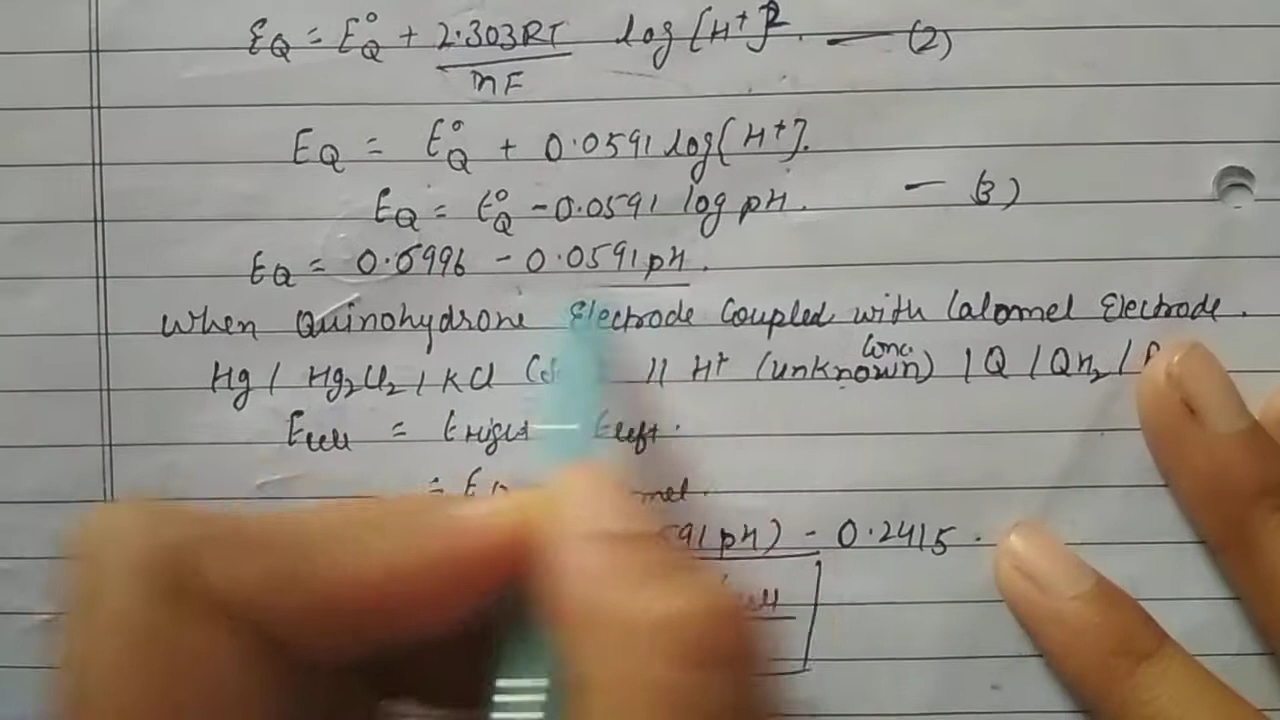 EQ = E°Q + 2.303RT/nF log[H+]2. — (2)
EQ = E°Q + 0.0591 log[H+].
EQ = E°Q - 0.0591 log pH. — (3)
EQ = 0.6996 - 0.0591 pH.
When Quinohydrone Electrode Coupled with Calomel Electrode.
Hg / Hg2Cl2 / KCl // H+ (unknown) conc / Q / QH2 /
Ecell = Eright — Eleft.
=
91 pH) - 0.2415.